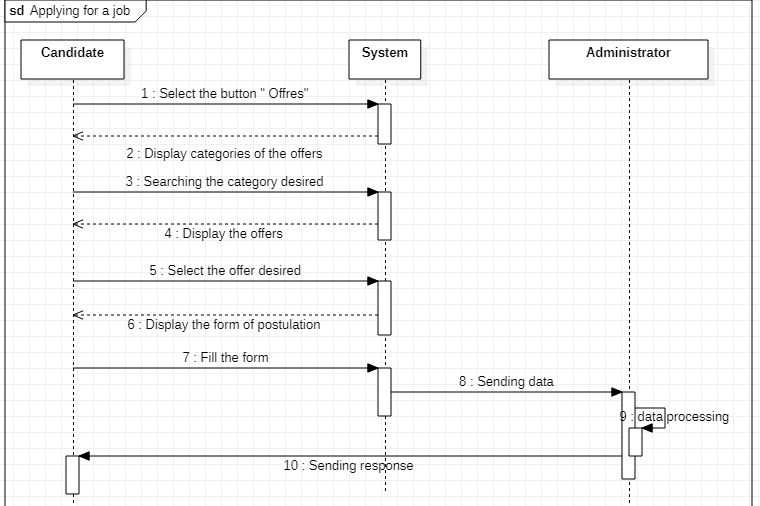 sd Applying for a job
Candidate
System
Administrator
1 : Select the button " Offres"
2 : Display categories of the offers
3 : Searching the category desired
4 : Display the offers
5 : Select the offer desired
6 : Display the form of postulation
7 : Fill the form
8 : Sending data
9 : data processing
10 : Sending response